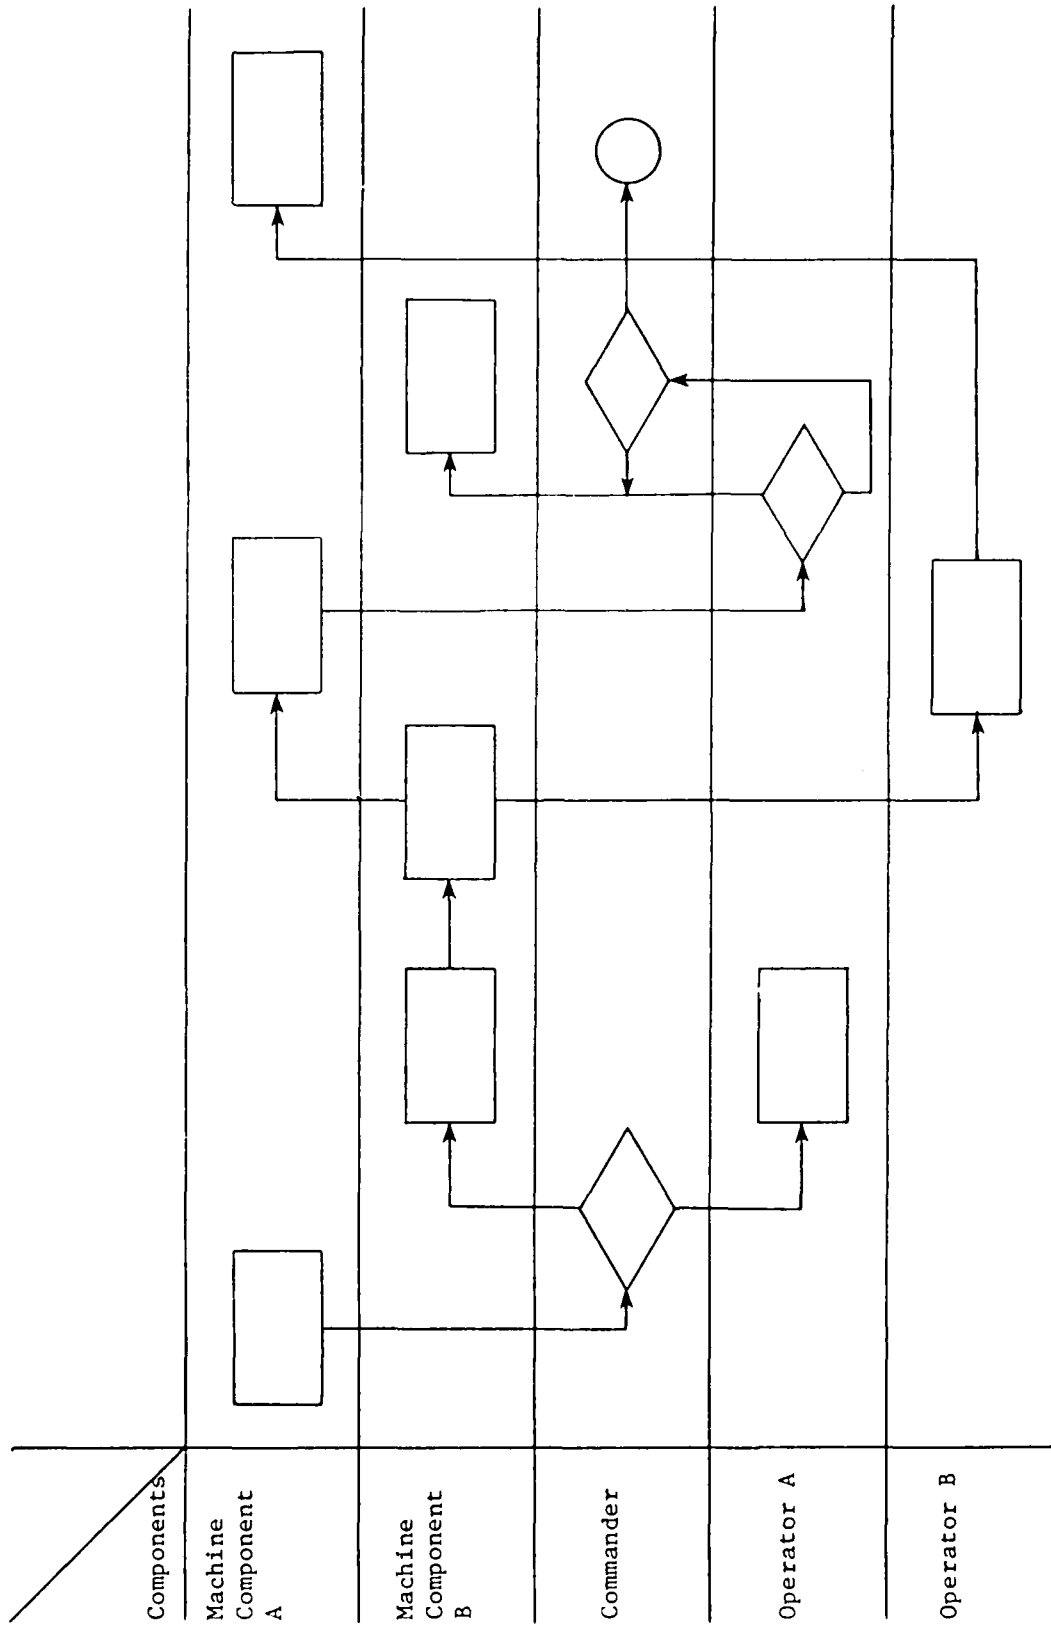 Components
Machine
Component
A
Machine
Component
B
Commander
Operator A
Operator B